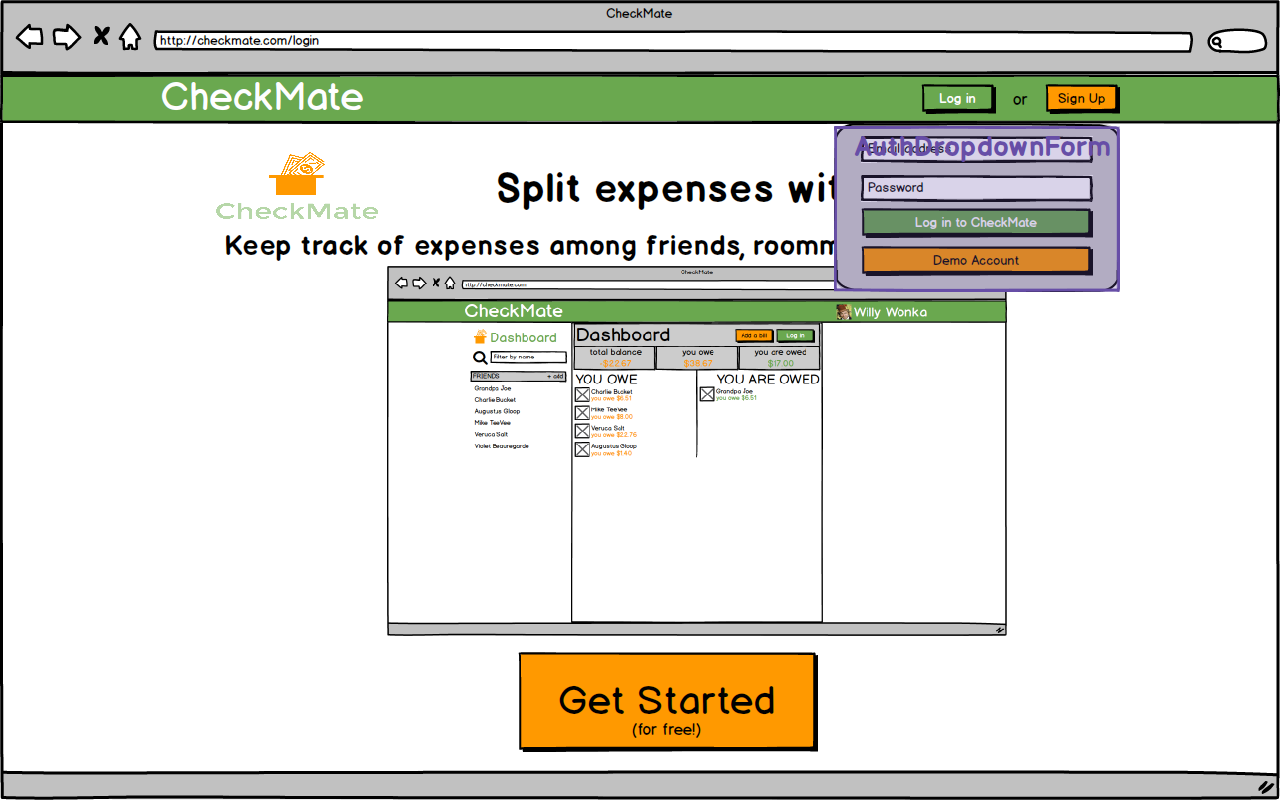 CheckMate
http://checkmate.com/login
CheckMate
Log in
or
Sign Up
AuthDropdownForm
Email address
Password
Log in to CheckMate
Demo Account
CheckMate
Split expenses
Keep track of expenses among friends,
CheckMate
http://checkmate.com
CheckMate
Willy Wonka
Dashboard
Filter by name
FRIENDS + add
Grandpa Joe
Charlie Bucket
Augustus Gloop
Mike TeeVee
Veruca Salt
Violet Beauregarde
Dashboard
Add a bill
Log in
total balance
-$22.67
you owe
$38.67
you are owed
$17.00
YOU OWE
Charlie Bucket
you owe $6.51
Mike TeeVee
you owe $8.00
Veruca Salt
you owe $22.76
Augustus Gloop
you owe $1.40
YOU ARE OWED
Grandpa Joe
you owe $6.51
Get Started
(for free!)